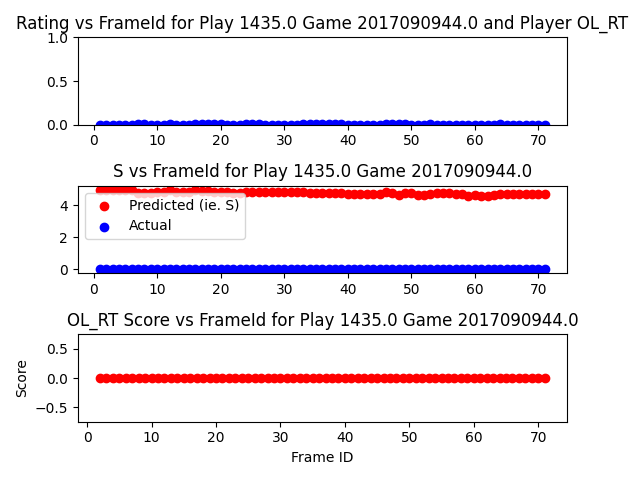 Rating vs FrameId for Play 1435.0 Game 2017090944.0 and Player OL_RT
1.0
0.5
0.0
0 10 20 30 40 50 60 70
S vs FrameId for Play 1435.0 Game 2017090944.0
4
2
0
Predicted (ie. S)
Actual
0 10 20 30 40 50 60 70
OL_RT Score vs FrameId for Play 1435.0 Game 2017090944.0
Score
0.5
0.0
−0.5
0 10 20 30 40 50 60 70
Frame ID